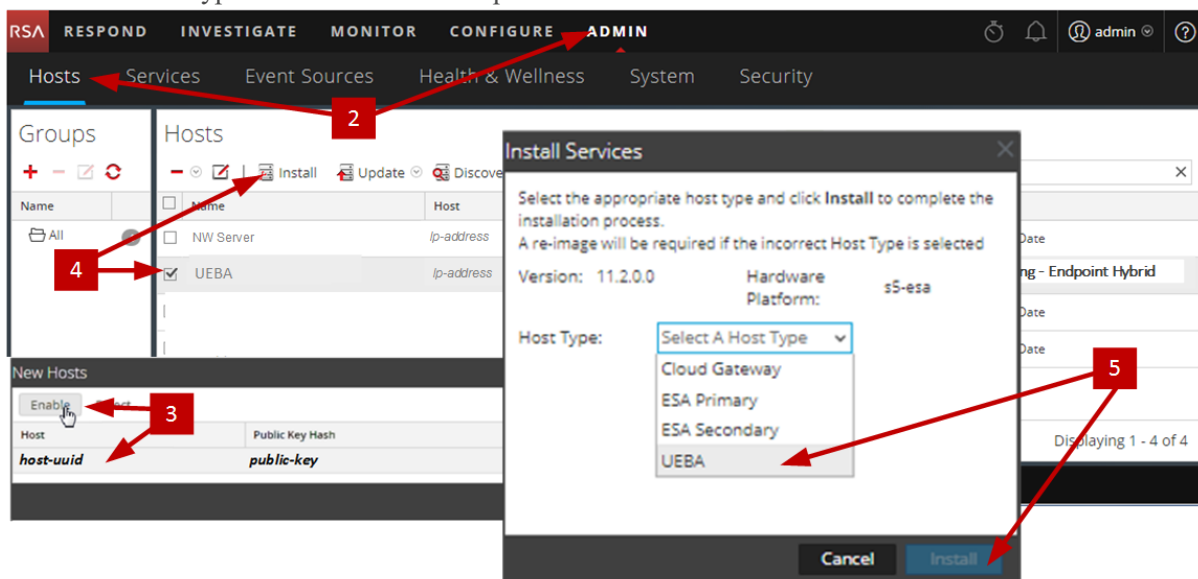 RSA RESPOND INVESTIGATE MONITOR CONFIGURE ADMIN admin ?
Hosts Services Event Sources Health & Wellness System Security
2
Groups
Hosts
Install Update Discove
Name
Name Host
All
NW Server Ip-address
Date
4
UEBA Ip-address
ng - Endpoint Hybrid
Date
Date
New Hosts
Enable
3
Host Public Key Hash
host-uuid public-key
Install Services
Select the appropriate host type and click Install to complete the
installation process.
A re-image will be required if the incorrect Host Type is selected
Version: 11.2.0.0 Hardware
Platform: s5-esa
Host Type: Select A Host Type
Cloud Gateway
ESA Primary
ESA Secondary
UEBA
5
Displaying 1 - 4 of 4
Cancel Install